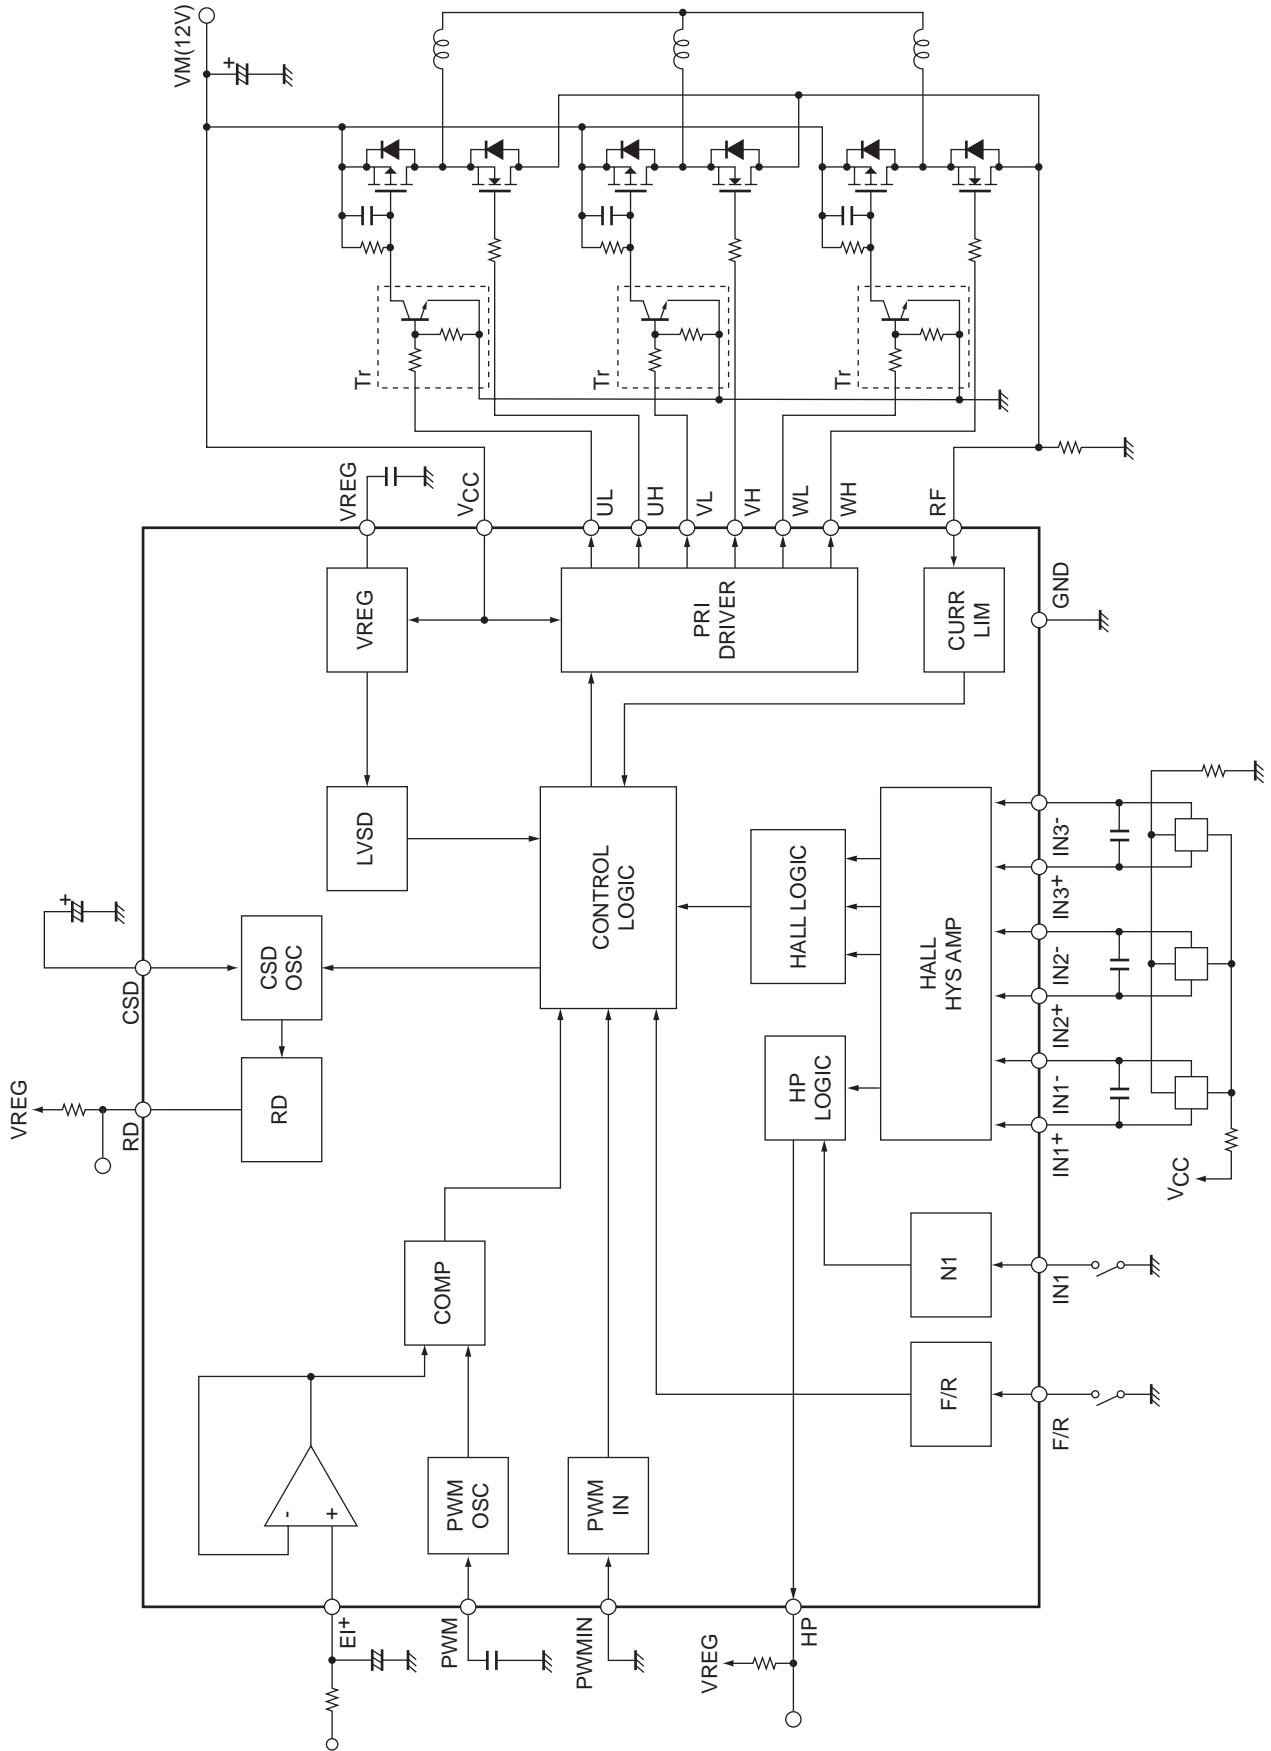 VM(12V)
+
Tr
Tr
Tr
VREG
VCC
UL
UH
VL
VH
WL
WH
RF
VREG
PRI
DRIVER
CURR
LIM
GND
LVSD
CONTROL
LOGIC
HALL LOGIC
HALL
HYS AMP
IN3-
IN3+
IN2-
IN2+
IN1-
IN1+
VCC
+
CSD
CSD
OSC
VREG
RD
RD
HP
LOGIC
COMP
N1
IN1
F/R
F/R
-
+
PWM
OSC
PWM
IN
EI+
PWM
PWMIN
VREG
HP